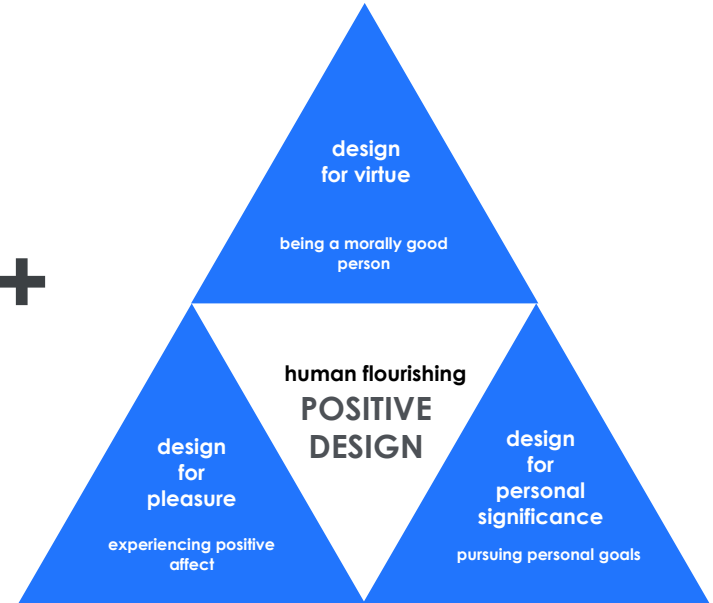 design
for virtue
being a morally good
person
+
human flourishing
POSITIVE
DESIGN
design
for
pleasure
experiencing positive
affect
design
for
personal
significance
pursuing personal goals